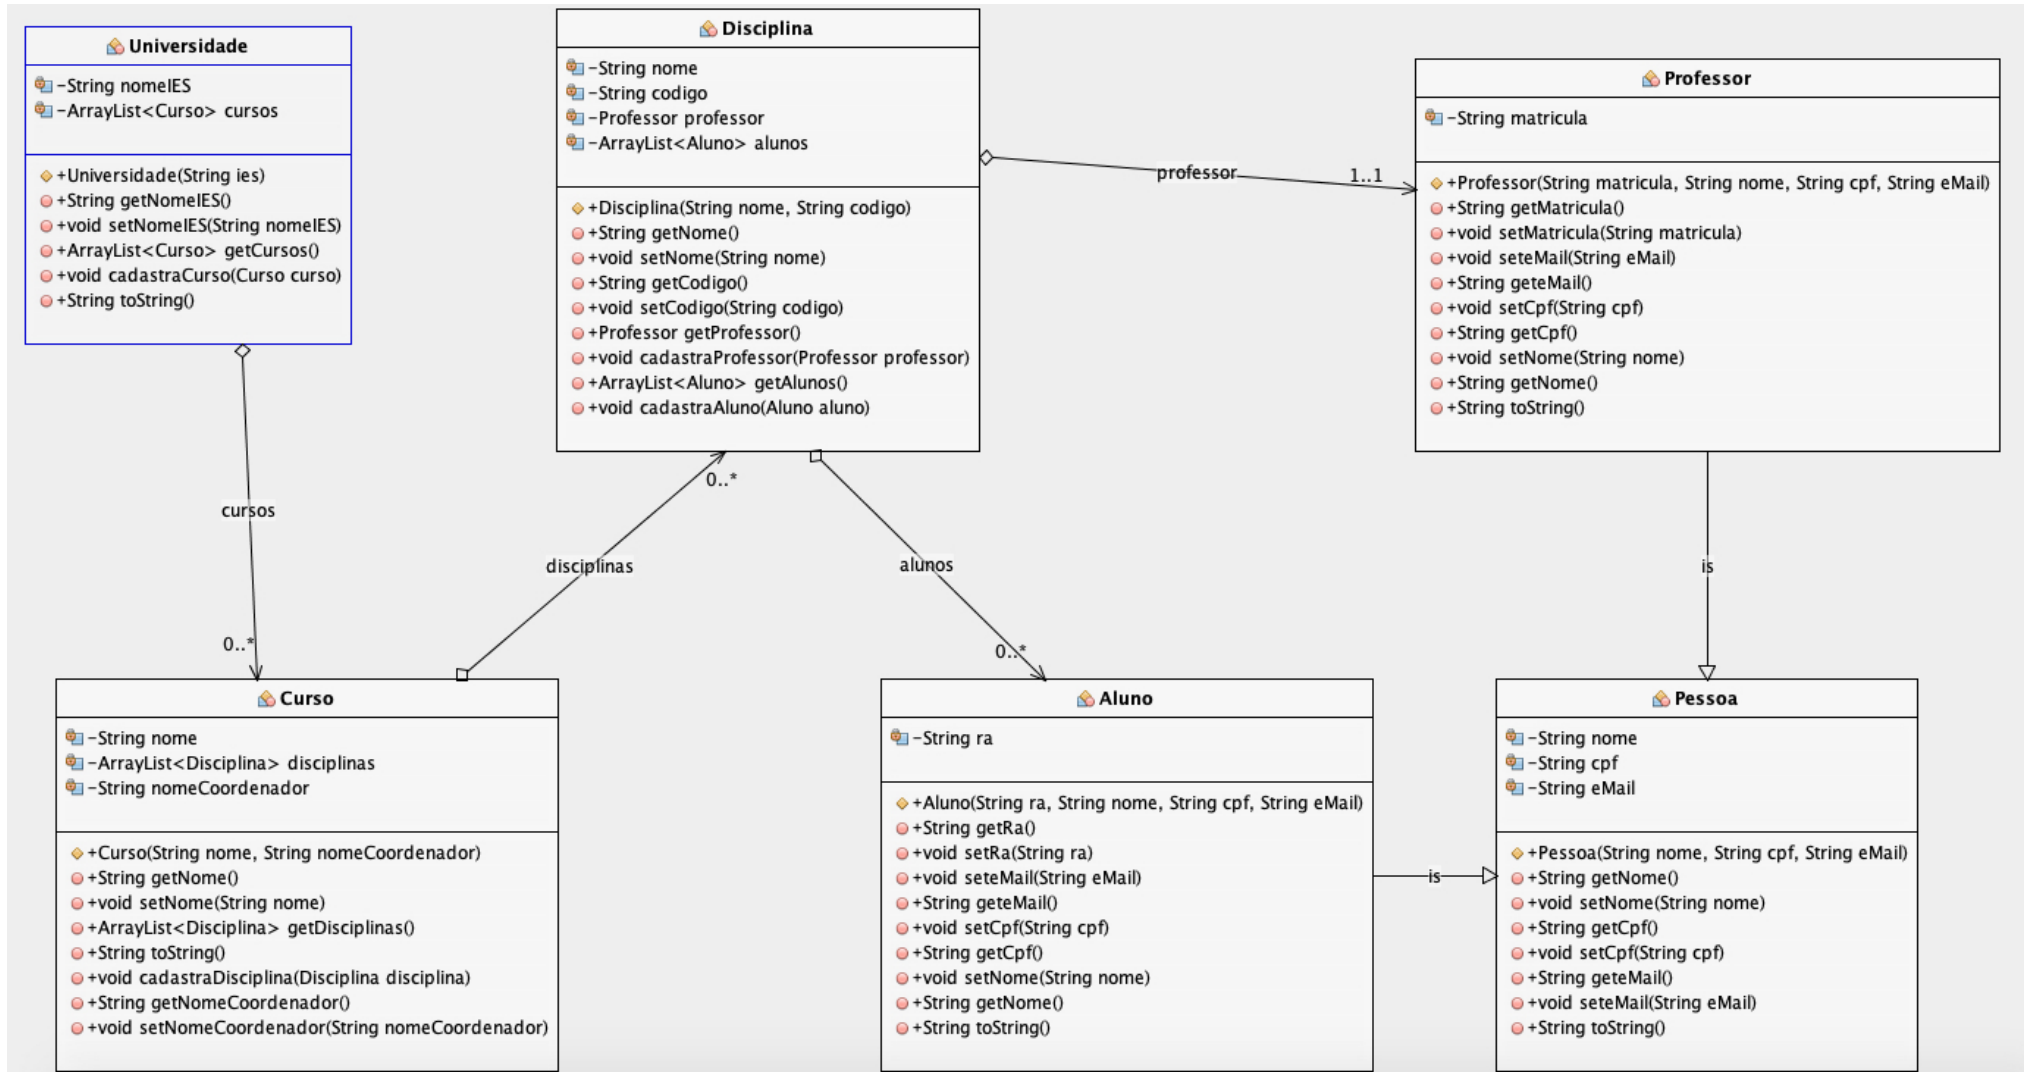 Universidade
-String nomeIES
-ArrayList<Curso> cursos
+Universidade(String ies)
+String getNomeIES()
+void setNomeIES(String nomeIES)
+ArrayList<Curso> getCursos()
+void cadastraCurso(Curso curso)
+String toString()
Disciplina
-String nome
-String codigo
-Professor professor
-ArrayList<Aluno> alunos
+Disciplina(String nome, String codigo)
+String getNome()
+void setNome(String nome)
+String getCodigo()
+void setCodigo(String codigo)
+Professor getProfessor()
+void cadastraProfessor(Professor professor)
+ArrayList<Aluno> getAlunos()
+void cadastraAluno(Aluno aluno)
professor
1..1
Professor
-String matricula
+Professor(String matricula, String nome, String cpf, String eMail)
+String getMatricula()
+void setMatricula(String matricula)
+void seteMail(String eMail)
+String geteMail()
+void setCpf(String cpf)
+String getCpf()
+void setNome(String nome)
+String getNome()
+String toString()
cursos
0..*
disciplinas
0..*
alunos
0..*
is
Curso
-String nome
-ArrayList<Disciplina> disciplinas
-String nomeCoordenador
+Curso(String nome, String nomeCoordenador)
+String getNome()
+void setNome(String nome)
+ArrayList<Disciplina> getDisciplinas()
+String toString()
+void cadastraDisciplina(Disciplina disciplina)
+String getNomeCoordenador()
+void setNomeCoordenador(String nomeCoordenador)
Aluno
-String ra
+Aluno(String ra, String nome, String cpf, String eMail)
+String getRa()
+void setRa(String ra)
+void seteMail(String eMail)
+String geteMail()
+void setCpf(String cpf)
+String getCpf()
+void setNome(String nome)
+String getNome()
+String toString()
is
Pessoa
-String nome
-String cpf
-String eMail
+Pessoa(String nome, String cpf, String eMail)
+String getNome()
+void setNome(String nome)
+String getCpf()
+void setCpf(String cpf)
+String geteMail()
+void seteMail(String eMail)
+String toString()